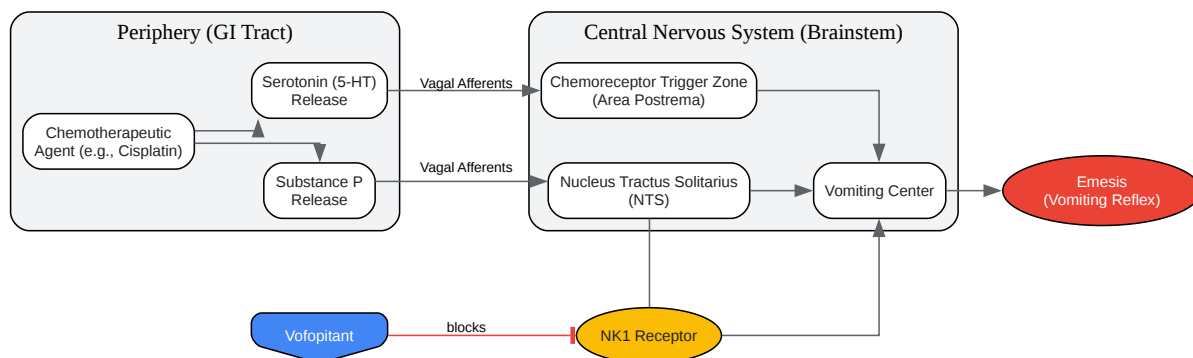 Periphery (GI Tract)
Central Nervous System (Brainstem)
Serotonin (5-HT)
Release
Vagal Afferents
Chemoreceptor Trigger Zone
(Area Postrema)
Chemotherapeutic
Agent (e.g., Cisplatin)
Substance P
Release
Vagal Afferents
Nucleus Tractus Solitarius
(NTS)
Vomiting Center
Emesis
(Vomiting Reflex)
Vofopitant
blocks
NK1 Receptor